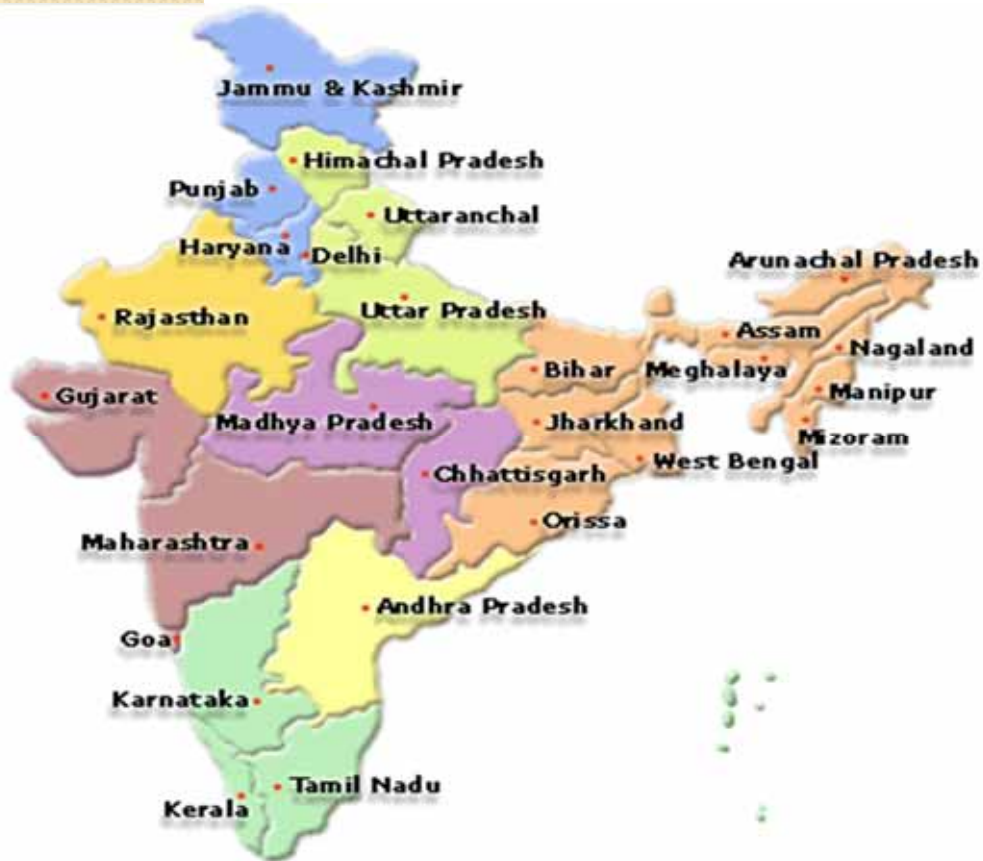 Jammu & Kashmir
Himachal Pradesh
Punjab
Uttaranchal
Haryana
Delhi
Arunachal Pradesh
Uttar Pradesh
Rajasthan
Assam
Nagaland
Bihar
Meghalaya
Manipur
Gujarat
Madhya Pradesh
Jharkhand
Mizoram
West Bengal
Chhattisgarh
Orissa
Maharashtra
Andhra Pradesh
Goa
Karnataka
Tamil Nadu
Kerala